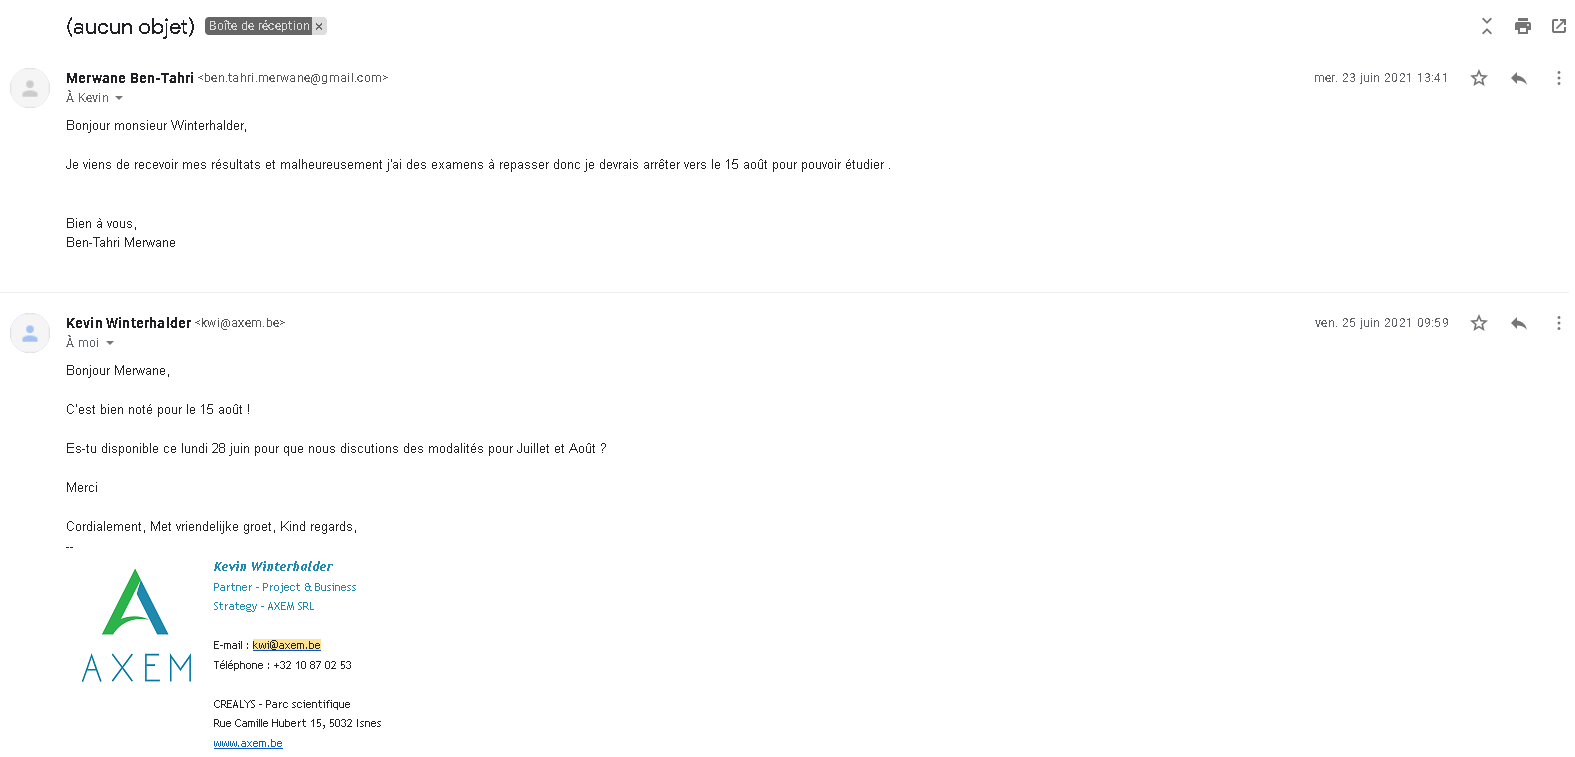 (aucun objet) Boîte de réception ×
Merwane Ben-Tahri <ben.tahri.merwane@gmail.com> mer. 23 juin 2021 13:41
À Kevin
Bonjour monsieur Winterhalder,
Je viens de recevoir mes résultats et malheureusement j'ai des examens à repasser donc je devrais arrêter vers le 15 août pour pouvoir étudier .
Bien à vous,
Ben-Tahri Merwane
Kevin Winterhalder <kwi@axem.be> ven. 25 juin 2021 09:59
À moi
Bonjour Merwane,
C'est bien noté pour le 15 août !
Es-tu disponible ce lundi 28 juin pour que nous discutions des modalités pour Juillet et Août ?
Merci
Cordialement, Met vriendelijke groet, Kind regards,
--
AXEM
Kevin Winterhalder
Partner - Project & Business
Strategy - AXEM SRL
E-mail : kwi@axem.be
Téléphone : +32 10 87 02 53
CREALYS - Parc scientifique
Rue Camille Hubert 15, 5032 Isnes
www.axem.be